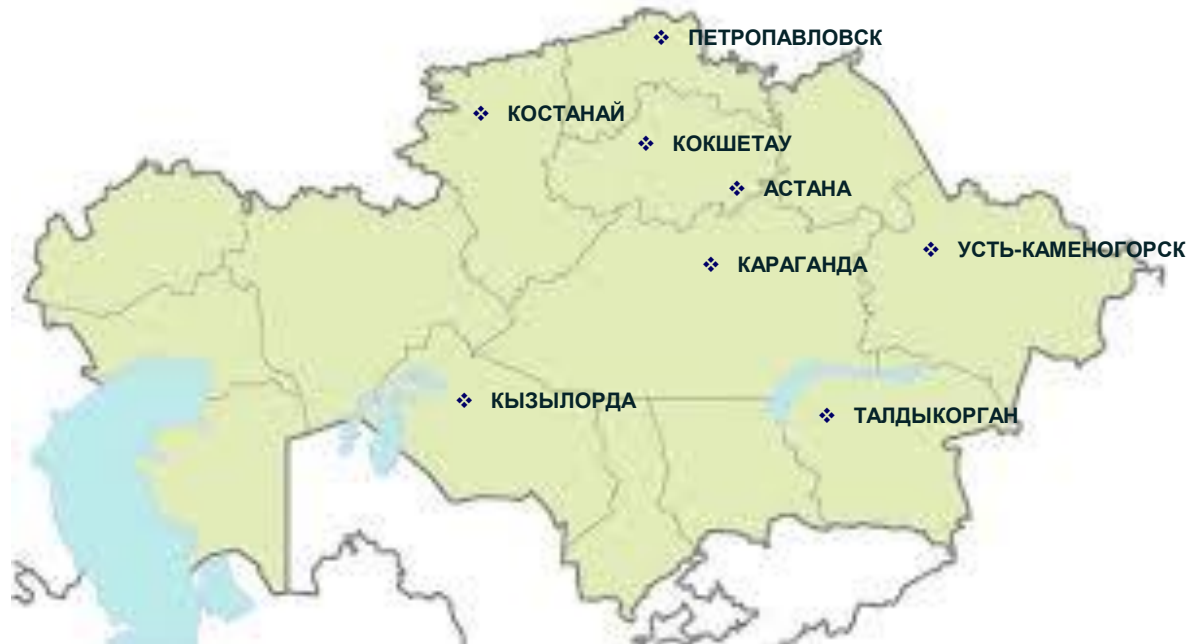 ПЕТРОПАВЛОВСК
КОСТАНАЙ
КОКШЕТАУ
АСТАНА
УСТЬ-КАМЕНОГОРСК
КАРАГАНДА
КЫЗЫЛОРДА
ТАЛДЫКОРГАН